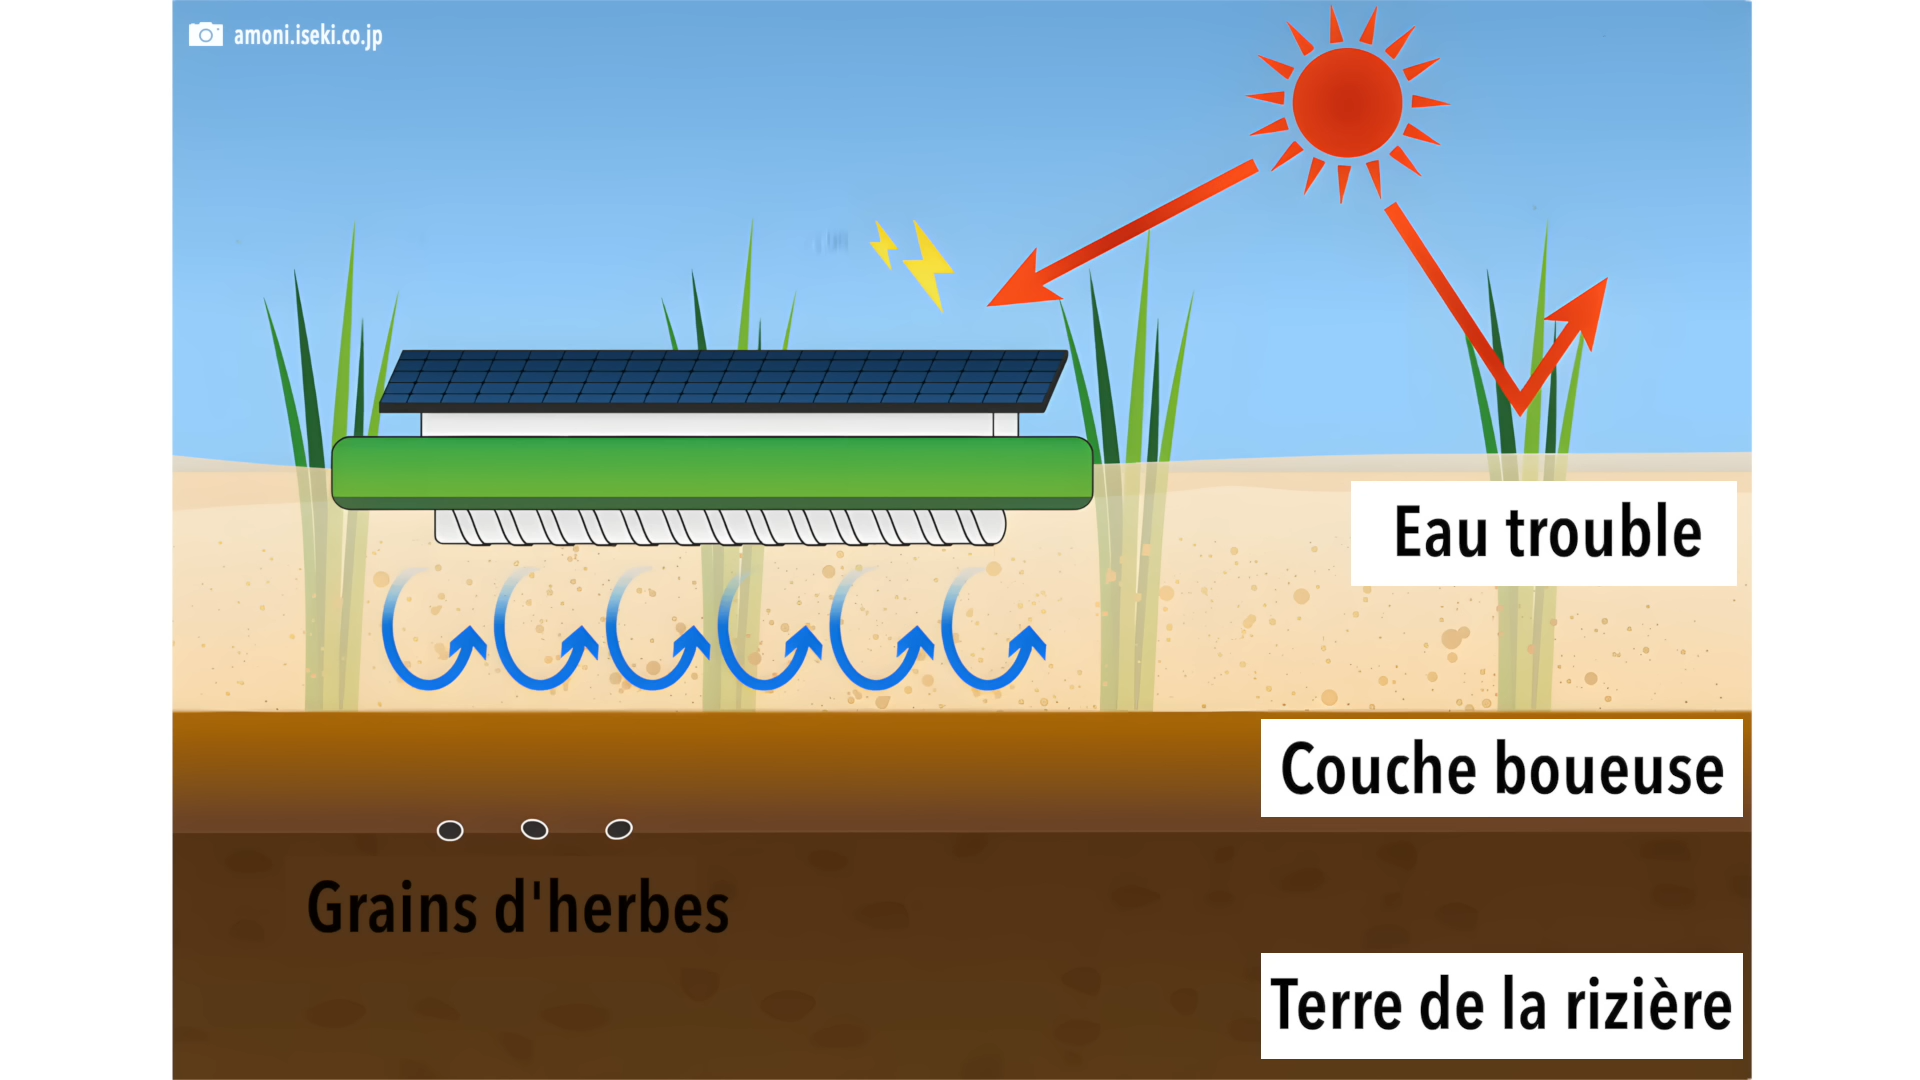 amoni.iseki.co.jp
Eau trouble
Couche boueuse
Grains d'herbes
Terre de la rizière